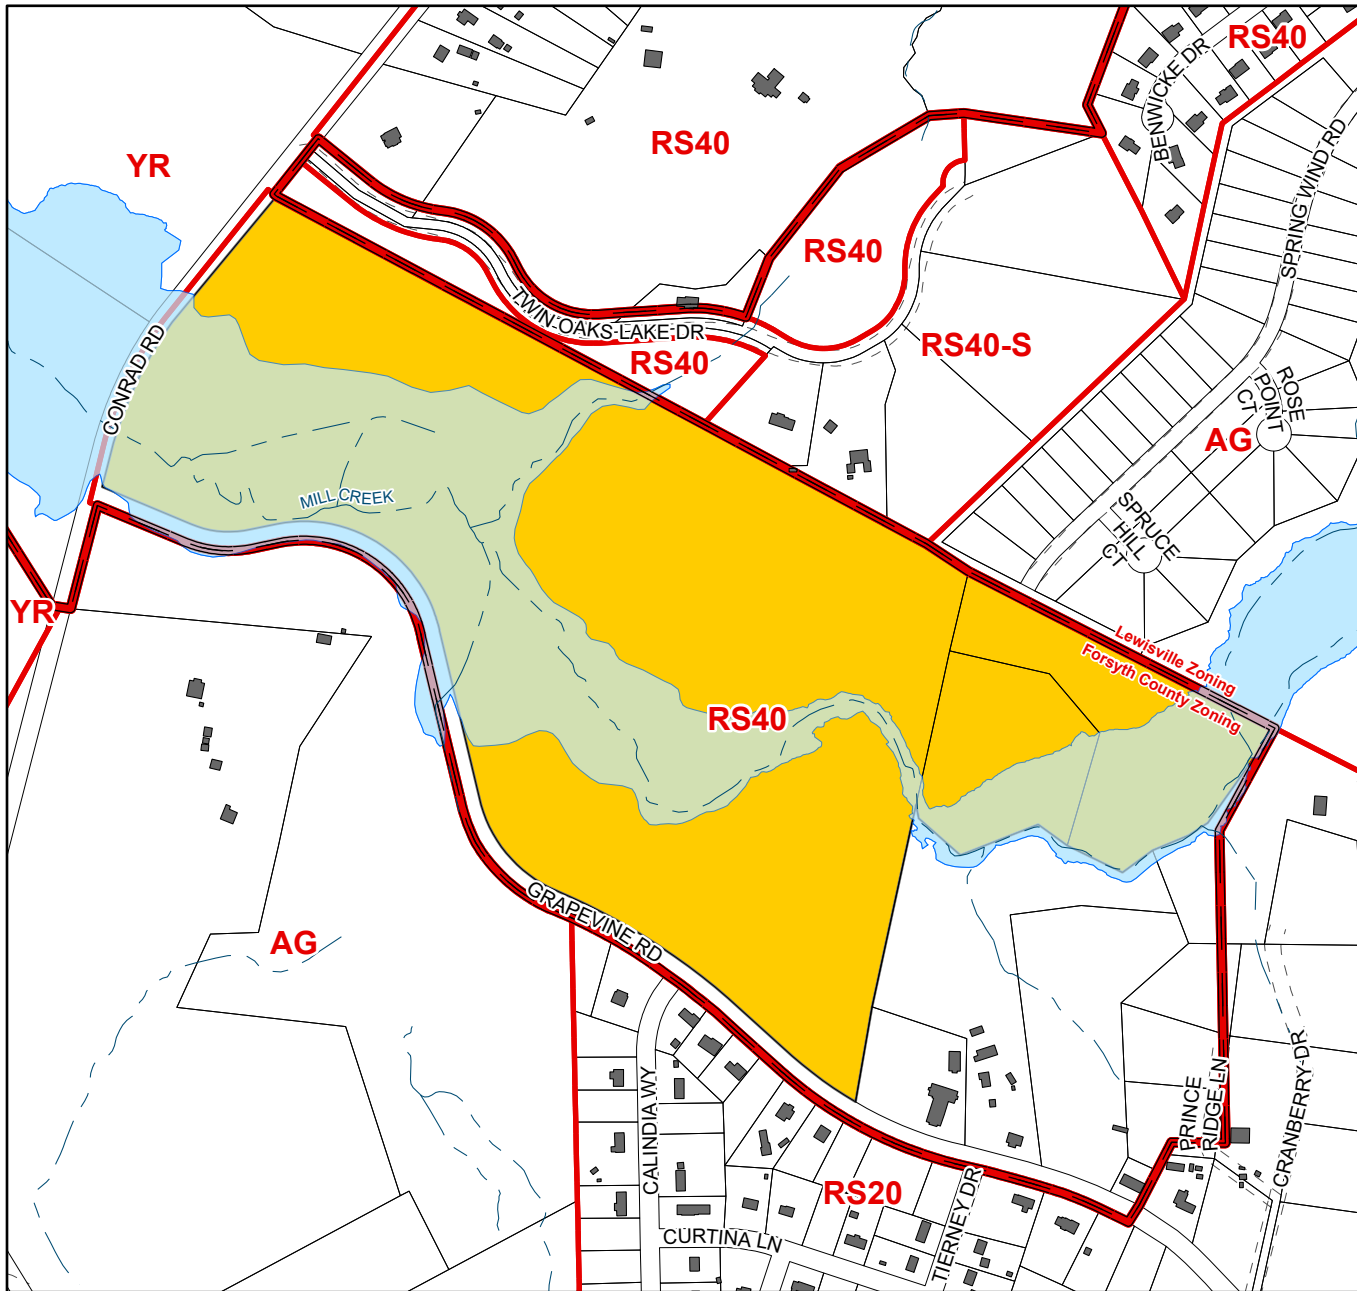 RS40
BENWICKE DR
RS40
YR
SPRING WIND RD
RS40
TWIN OAKS LAKE DR
RS40
RS40-S
CONRAD RD
ROSE
POINT
CT
AG
MILL CREEK
SPRUCE
HILL
CT
YR
Lewisville Zoning
Forsyth County Zoning
RS40
GRAPEVINE RD
AG
CALINDIA WY
PRINCE
RIDGE LN
CRANBERRY DR
RS20
TIERNEY DR
CURTINA LN